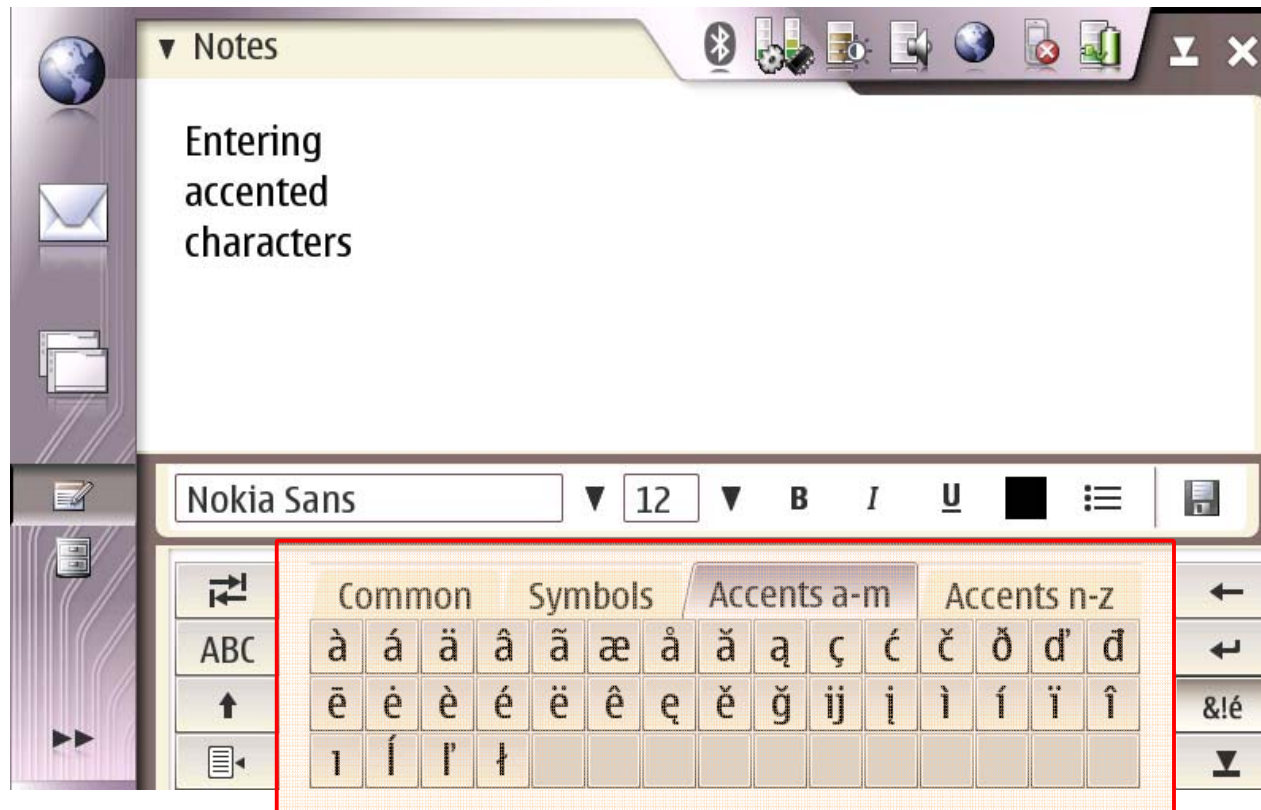 Notes
Entering
accented
characters
Nokia Sans 12 B I U
Common Symbols Accents a-m Accents n-z
ABC
&!é
à á ä â ã æ å ă ą ç ć č ð ď đ
ē ė è é ë ê ę ě ğ ĳ į ì í ï î
ı ĺ ľ ł